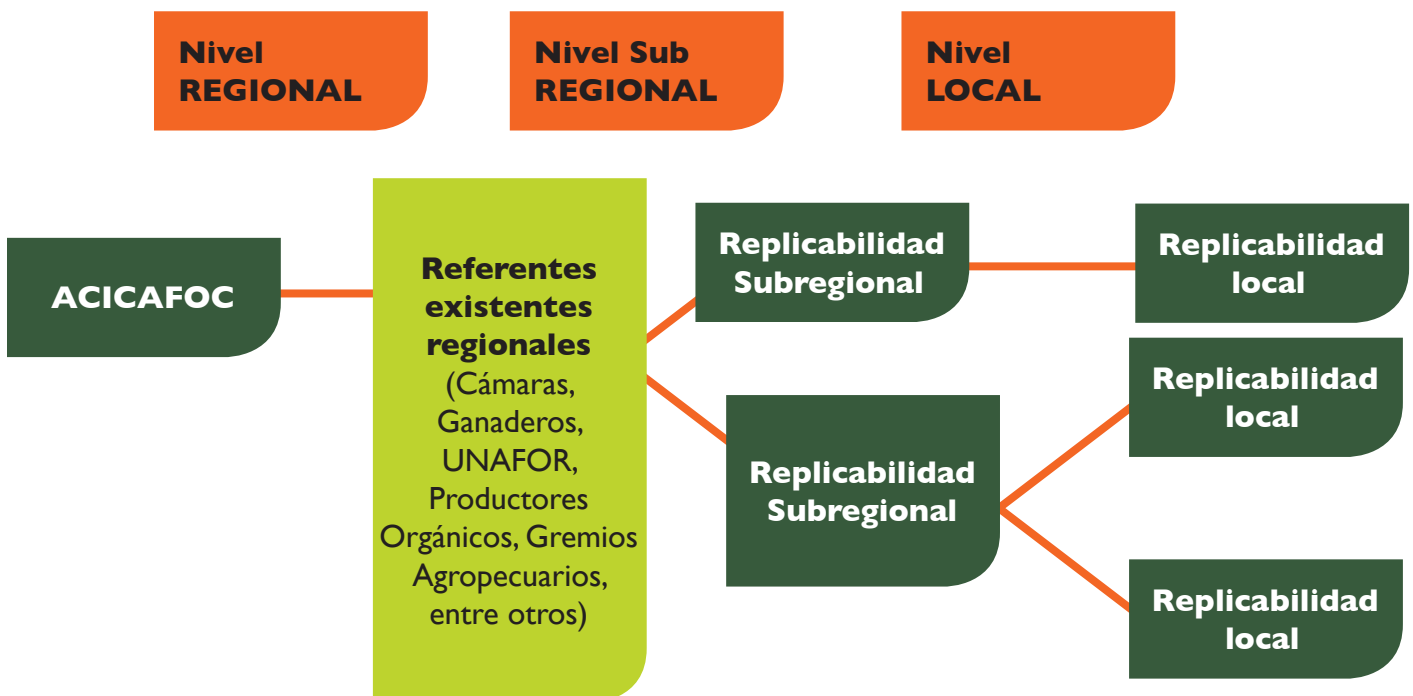 Nivel
REGIONAL
Nivel Sub
REGIONAL
Nivel
LOCAL
ACICAFOC
Referentes
existentes
regionales
(Cámaras,
Ganaderos,
UNAFOR,
Productores
Orgánicos, Gremios
Agropecuarios,
entre otros)
Replicabilidad
Subregional
Replicabilidad
local
Replicabilidad
Subregional
Replicabilidad
local
Replicabilidad
local